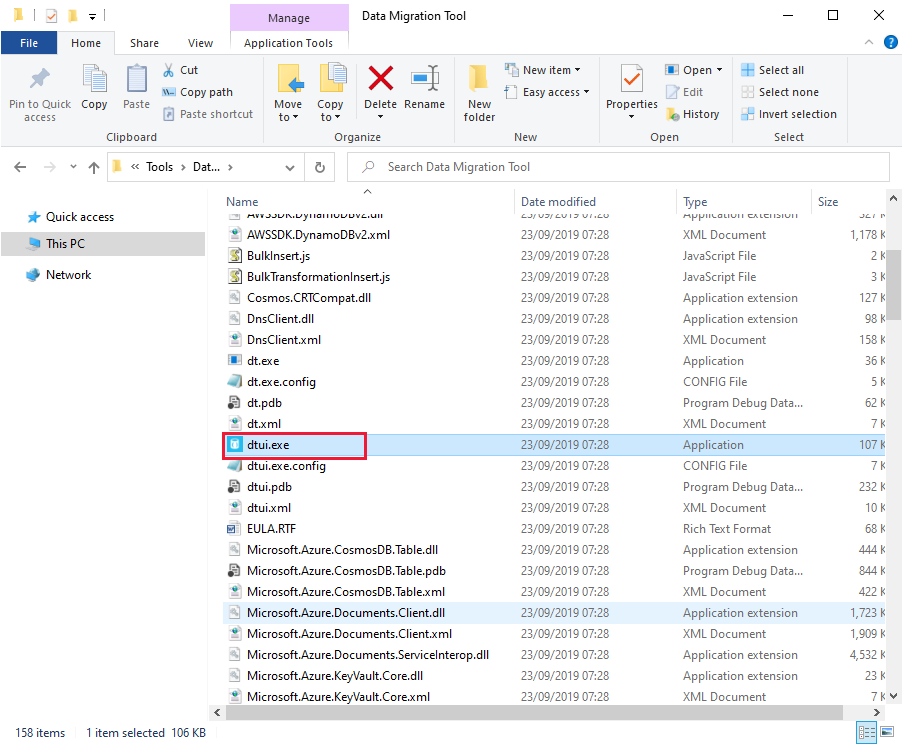 Manage
Data Migration Tool
File
Home
Share
View
Application Tools
Pin to Quick access
Copy
Paste
Cut
Copy path
Paste shortcut
Clipboard
Move to
Copy to
Delete
Rename
Organize
New folder
New item
Easy access
New
Properties
Open
Edit
History
Open
Select all
Select none
Invert selection
Select
« Tools > Dat... >
Search Data Migration Tool
Quick access
This PC
Network
Name Date modified Type Size
AWSSDK.DynamoDBv2.dll 23/09/2019 07:28 Application extension 327 K
AWSSDK.DynamoDBv2.xml 23/09/2019 07:28 XML Document 1,178 K
BulkInsert.js 23/09/2019 07:28 JavaScript File 2 K
BulkTransformationInsert.js 23/09/2019 07:28 JavaScript File 3 K
Cosmos.CRTCompat.dll 23/09/2019 07:28 Application extension 127 K
DnsClient.dll 23/09/2019 07:28 Application extension 98 K
DnsClient.xml 23/09/2019 07:28 XML Document 158 K
dt.exe 23/09/2019 07:28 Application 36 K
dt.exe.config 23/09/2019 07:28 CONFIG File 5 K
dt.pdb 23/09/2019 07:28 Program Debug Data... 62 K
dt.xml 23/09/2019 07:28 XML Document 7 K
dtui.exe 23/09/2019 07:28 Application 107 K
dtui.exe.config 23/09/2019 07:28 CONFIG File 7 K
dtui.pdb 23/09/2019 07:28 Program Debug Data... 232 K
dtui.xml 23/09/2019 07:28 XML Document 10 K
EULA.RTF 23/09/2019 07:28 Rich Text Format 68 K
Microsoft.Azure.CosmosDB.Table.dll 23/09/2019 07:28 Application extension 444 K
Microsoft.Azure.CosmosDB.Table.pdb 23/09/2019 07:28 Program Debug Data... 844 K
Microsoft.Azure.CosmosDB.Table.xml 23/09/2019 07:28 XML Document 422 K
Microsoft.Azure.Documents.Client.dll 23/09/2019 07:28 Application extension 1,723 K
Microsoft.Azure.Documents.Client.xml 23/09/2019 07:28 XML Document 1,909 K
Microsoft.Azure.Documents.ServiceInterop.dll 23/09/2019 07:28 Application extension 4,532 K
Microsoft.Azure.KeyVault.Core.dll 23/09/2019 07:28 Application extension 23 K
Microsoft.Azure.KeyVault.Core.xml 23/09/2019 07:28 XML Document 7 K
158 items 1 item selected 106 KB